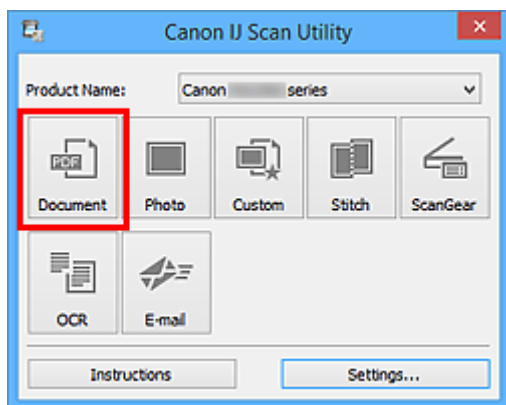 Canon IJ Scan Utility
Product Name: Canon series
PDF
Document Photo Custom Stitch ScanGear
OCR E-mail
Instructions Settings...